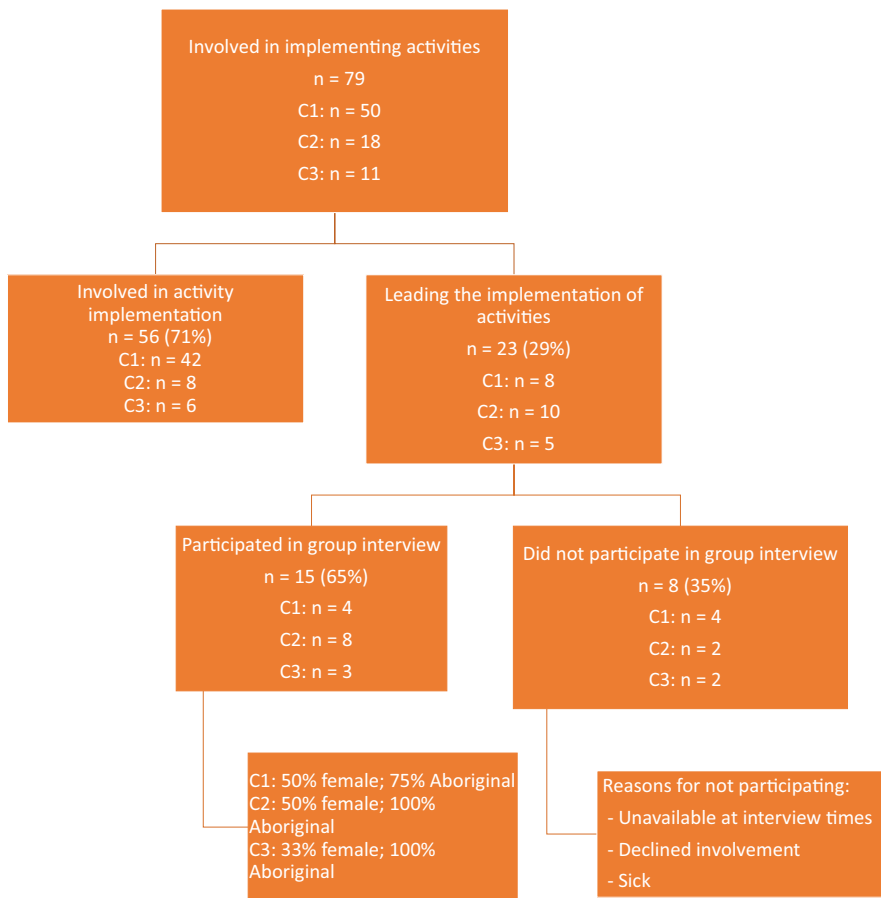 Involved in implementing activities
n = 79
C1: n = 50
C2: n = 18
C3: n = 11
Involved in activity
implementation
n = 56 (71%)
C1: n = 42
C2: n = 8
C3: n = 6
Leading the implementation of
activities
n = 23 (29%)
C1: n = 8
C2: n = 10
C3: n = 5
Participated in group interview
n = 15 (65%)
C1: n = 4
C2: n = 8
C3: n = 3
Did not participate in group interview
n = 8 (35%)
C1: n = 4
C2: n = 2
C3: n = 2
C1: 50% female; 75% Aboriginal
C2: 50% female; 100%
Aboriginal
C3: 33% female; 100%
Aboriginal
Reasons for not participating:
- Unavailable at interview times
- Declined involvement
- Sick